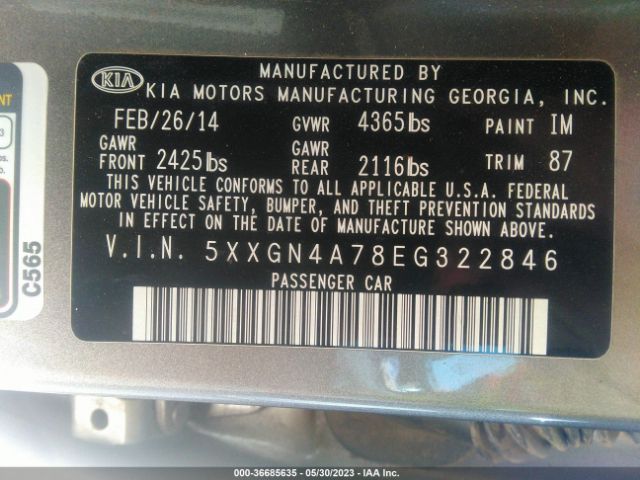 KIA
MANUFACTURED BY
KIA MOTORS MANUFACTURING GEORGIA, INC.
FEB/26/14 GVWR 4365lbs PAINT IM
GAWR FRONT 2425lbs GAWR REAR 2116lbs TRIM 87
THIS VEHICLE CONFORMS TO ALL APPLICABLE U.S.A. FEDERAL
MOTOR VEHICLE SAFETY, BUMPER, AND THEFT PREVENTION STANDARDS
IN EFFECT ON THE DATE OF MANUFACTURE SHOWN ABOVE.
V.I.N. 5XXGN4A78EG322846
PASSENGER CAR
C565
000-36685635 - 05/30/2023 - IAA Inc.